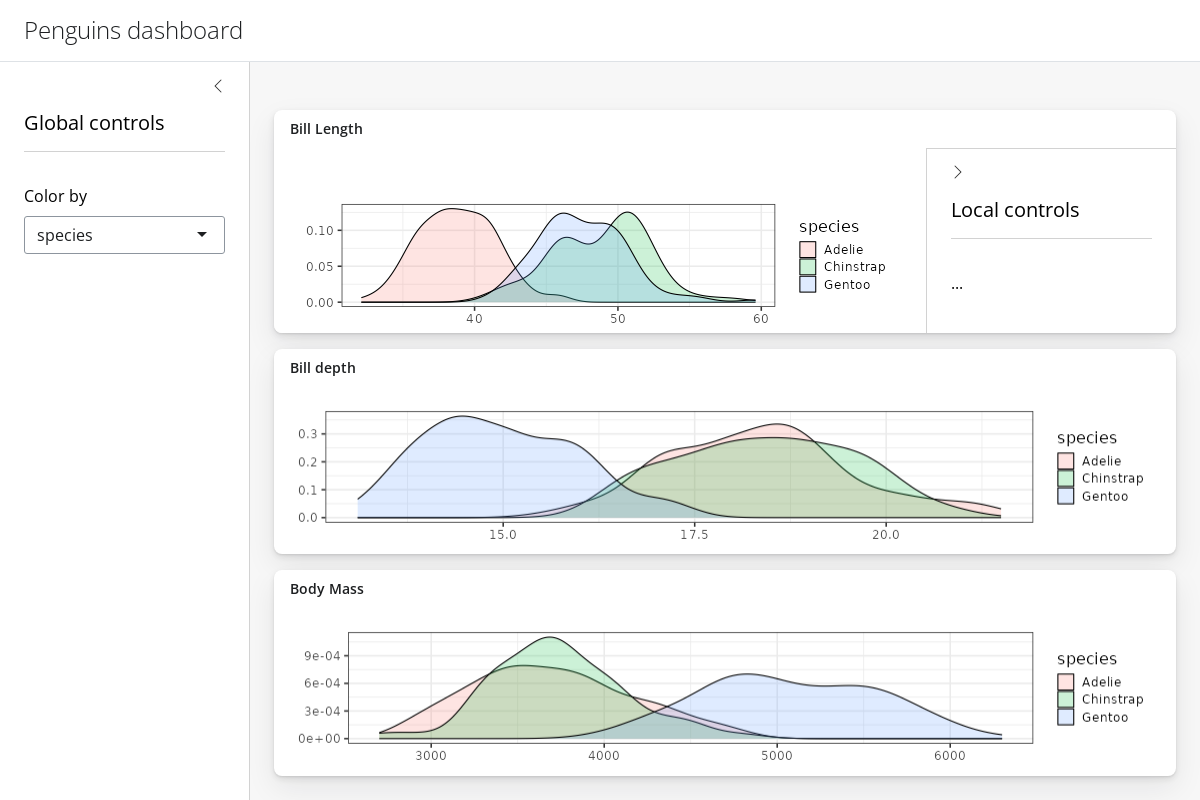 Penguins dashboard
Global controls
Color by
species
Bill Length
0.10
0.05
0.00
40 50 60
species
Adelie
Chinstrap
Gentoo
Local controls
...
Bill depth
0.3
0.2
0.1
0.0
15.0 17.5 20.0
species
Adelie
Chinstrap
Gentoo
Body Mass
9e-04
6e-04
3e-04
0e+00
3000 4000 5000 6000
species
Adelie
Chinstrap
Gentoo